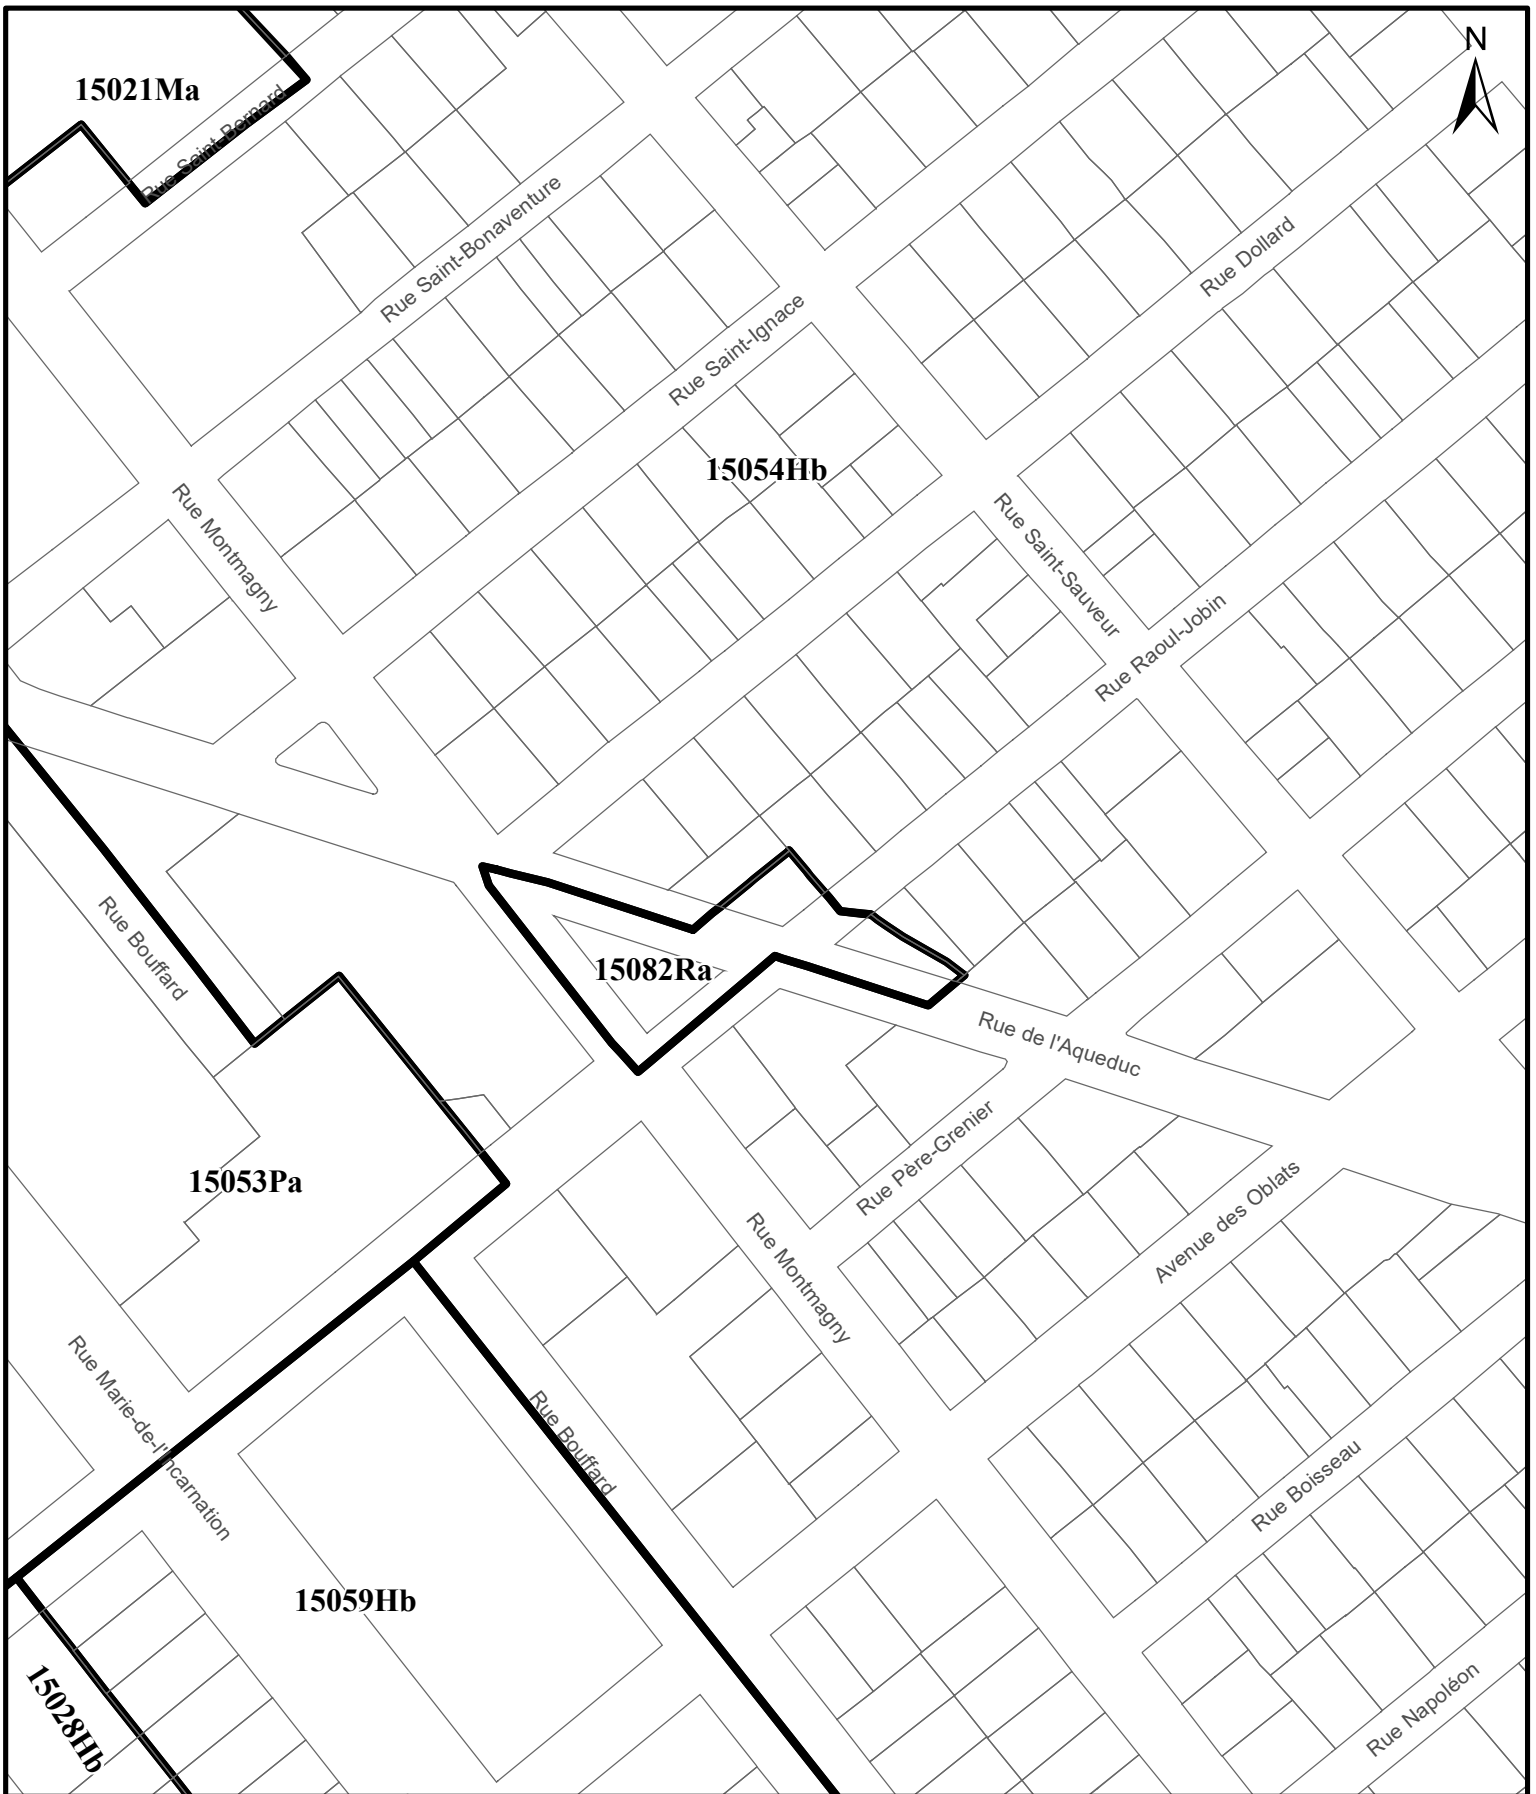 N
15021Ma
Rue Saint-Bernard
Rue Saint-Bonaventure
Rue Dollard
Rue Saint-Ignace
15054Hb
Rue Montmagny
Rue Saint-Sauveur
Rue Raoul-Jobin
Rue Bouffard
15082Ra
Rue de l'Aqueduc
Rue Père-Grenier
15053Pa
Avenue des Oblats
Rue Montmagny
Rue Marie-de-l'Incarnation
Rue Bouffard
Rue Boisseau
15059Hb
15028Hb
Rue Napoléon